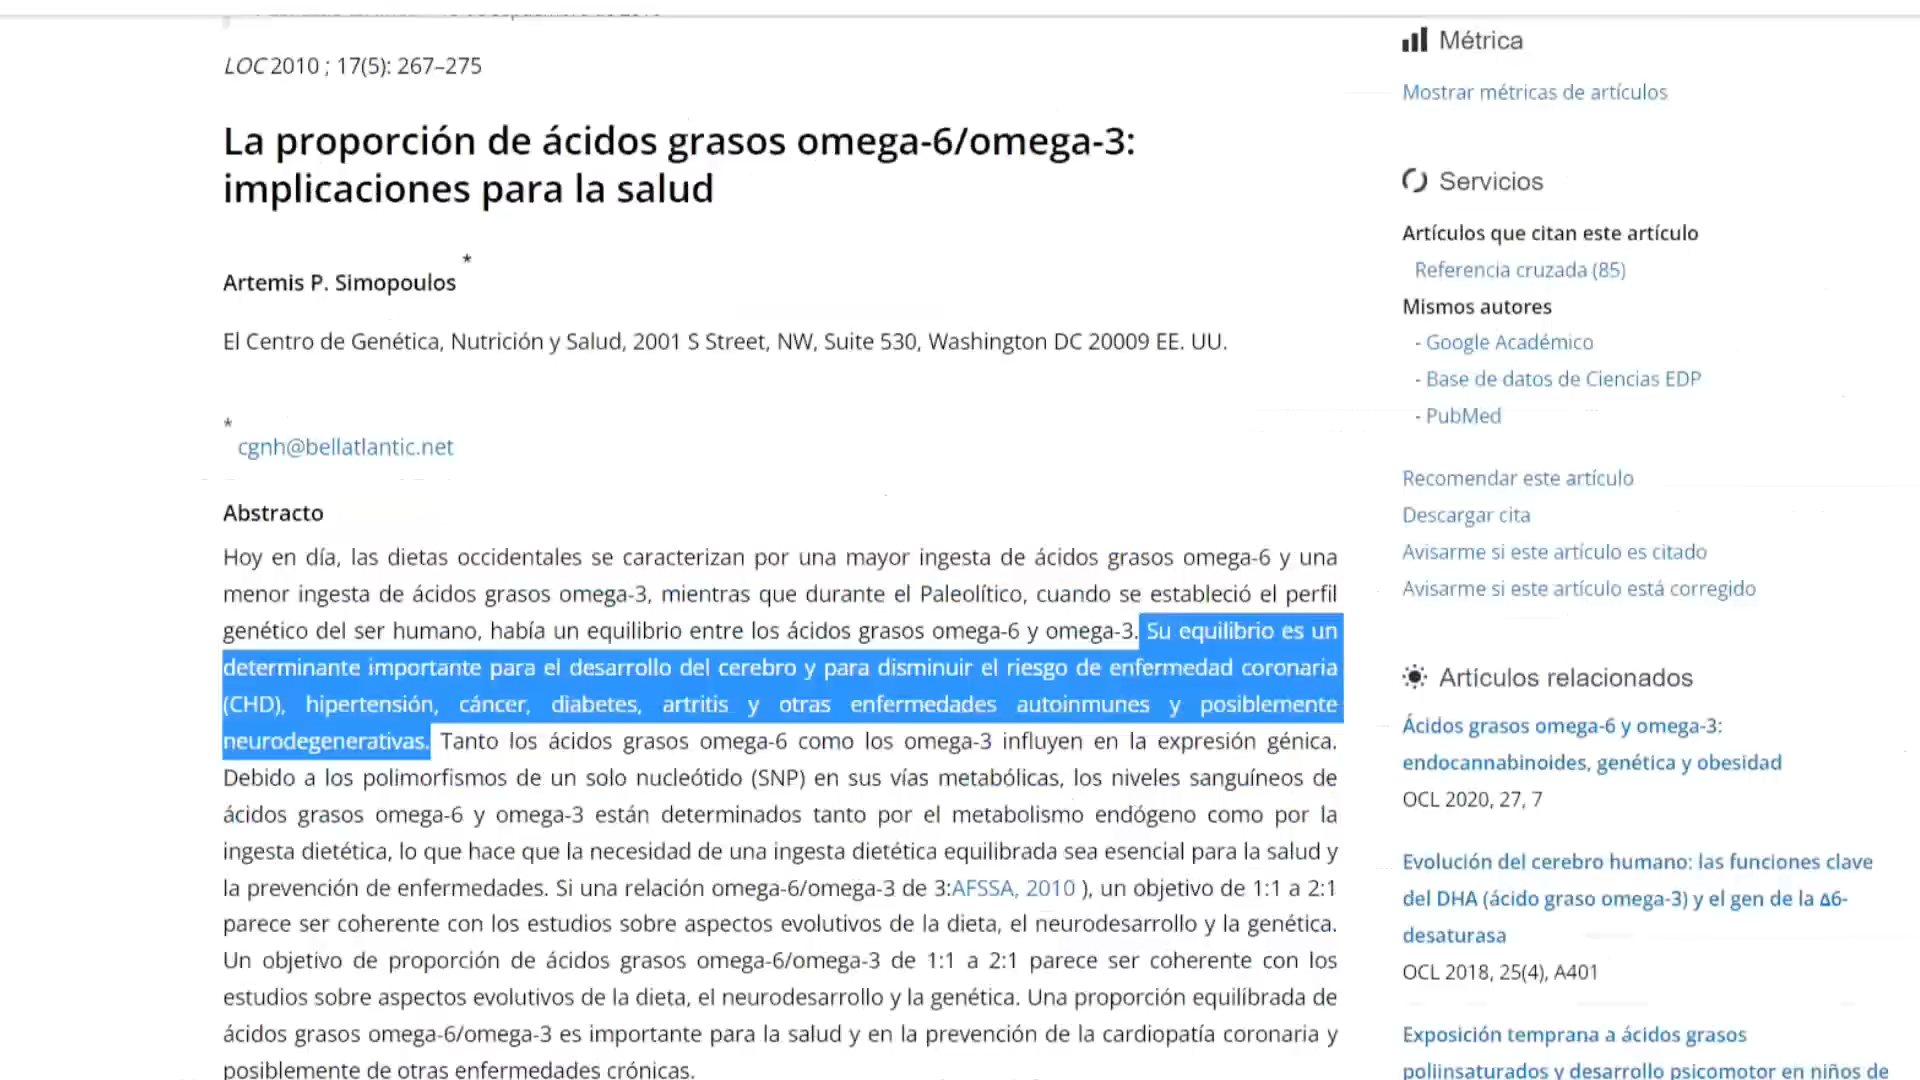 LOC 2010 ; 17(5): 267–275
La proporción de ácidos grasos omega-6/omega-3:
implicaciones para la salud
*
Artemis P. Simopoulos
El Centro de Genética, Nutrición y Salud, 2001 S Street, NW, Suite 530, Washington DC 20009 EE. UU.
*
cgnh@bellatlantic.net
Abstracto
Hoy en día, las dietas occidentales se caracterizan por una mayor ingesta de ácidos grasos omega-6 y una
menor ingesta de ácidos grasos omega-3, mientras que durante el Paleolítico, cuando se estableció el perfil
genético del ser humano, había un equilibrio entre los ácidos grasos omega-6 y omega-3. Su equilibrio es un
determinante importante para el desarrollo del cerebro y para disminuir el riesgo de enfermedad coronaria
(CHD), hipertensión, cáncer, diabetes, artritis y otras enfermedades autoinmunes y posiblemente
neurodegenerativas. Tanto los ácidos grasos omega-6 como los omega-3 influyen en la expresión génica.
Debido a los polimorfismos de un solo nucleótido (SNP) en sus vías metabólicas, los niveles sanguíneos de
ácidos grasos omega-6 y omega-3 están determinados tanto por el metabolismo endógeno como por la
ingesta dietética, lo que hace que la necesidad de una ingesta dietética equilibrada sea esencial para la salud y
la prevención de enfermedades. Si una relación omega-6/omega-3 de 3:AFSSA, 2010 ), un objetivo de 1:1 a 2:1
parece ser coherente con los estudios sobre aspectos evolutivos de la dieta, el neurodesarrollo y la genética.
Un objetivo de proporción de ácidos grasos omega-6/omega-3 de 1:1 a 2:1 parece ser coherente con los
estudios sobre aspectos evolutivos de la dieta, el neurodesarrollo y la genética. Una proporción equilibrada de
ácidos grasos omega-6/omega-3 es importante para la salud y en la prevención de la cardiopatía coronaria y
posiblemente de otras enfermedades crónicas.
Métrica
Mostrar métricas de artículos
Servicios
Artículos que citan este artículo
Referencia cruzada (85)
Mismos autores
- Google Académico
- Base de datos de Ciencias EDP
- PubMed
Recomendar este artículo
Descargar cita
Avisarme si este artículo es citado
Avisarme si este artículo está corregido
Artículos relacionados
Ácidos grasos omega-6 y omega-3:
endocannabinoides, genética y obesidad
OCL 2020, 27, 7
Evolución del cerebro humano: las funciones clave
del DHA (ácido graso omega-3) y el gen de la Δ6-
desaturasa
OCL 2018, 25(4), A401
Exposición temprana a ácidos grasos
poliinsaturados y desarrollo psicomotor en niños de